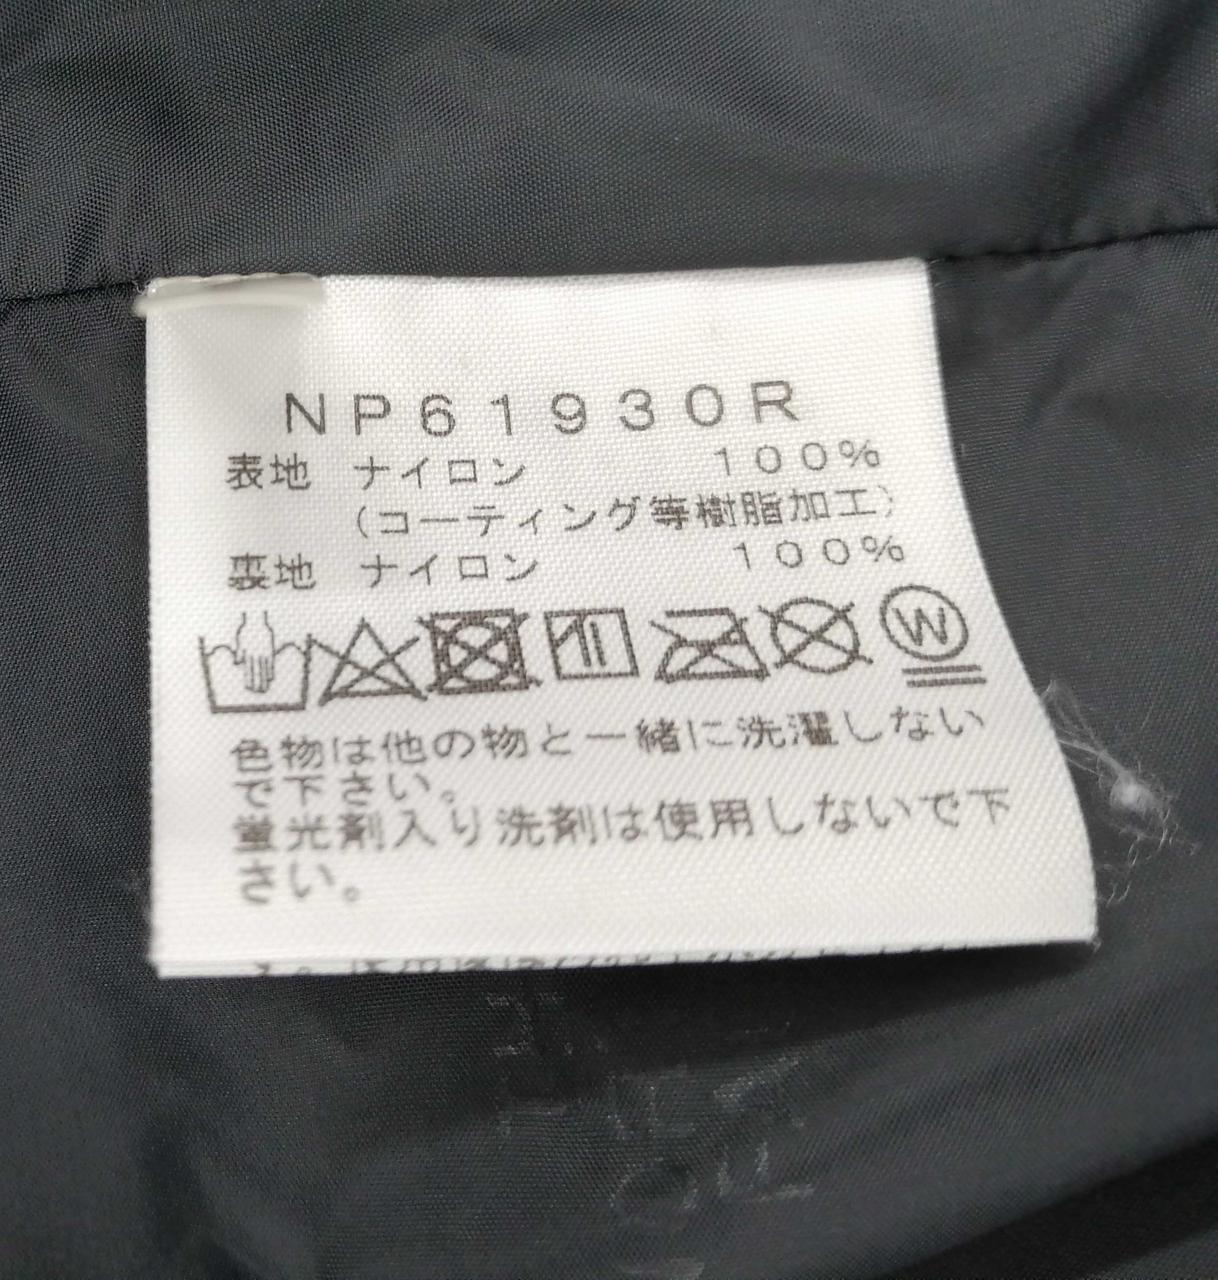 NP61930R
表地 ナイロン 100%
(コーティング等樹脂加工)
裏地 ナイロン 100%
W
色物は他の物と一緒に洗濯しない
で下さい。
蛍光剤入り洗剤は使用しないで下
さい。